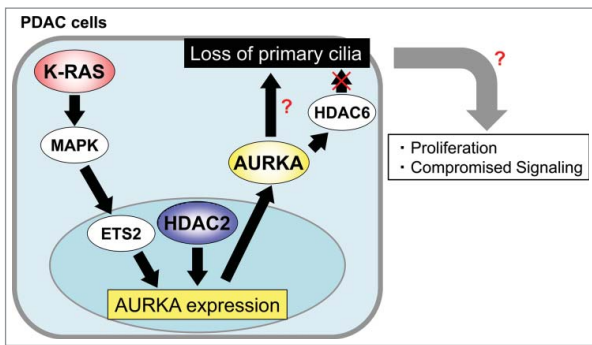 PDAC cells
Loss of primary cilia
?
K-RAS
?
HDAC6
MAPK
AURKA
・Proliferation
・Compromised Signaling
ETS2
HDAC2
AURKA expression